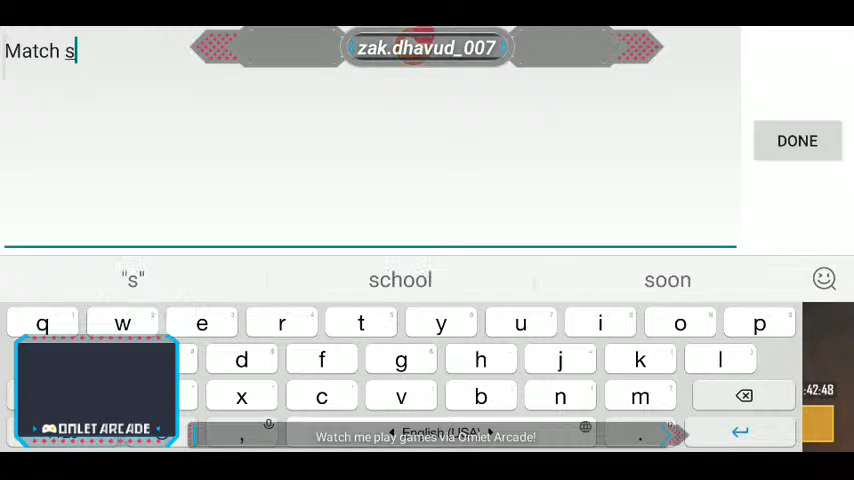 Match s
zak.dhavud_007
DONE
"s" school soon
q w e r t y u i o p
d f g h j k l
x c v b n m
:42:48
OMLET ARCADE
, English (USA) .
Watch me play games via Omlet Arcade!